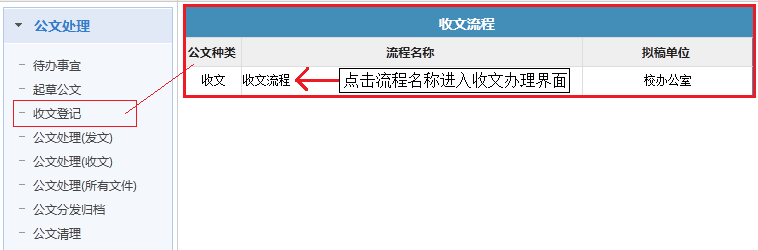 公文处理
待办事宜
起草公文
收文登记
公文处理(发文)
公文处理(收文)
公文处理(所有文件)
公文分发归档
公文清理
收文流程
公文种类 流程名称 拟稿单位
收文 收文流程 点击流程名称进入收文办理界面 校办公室